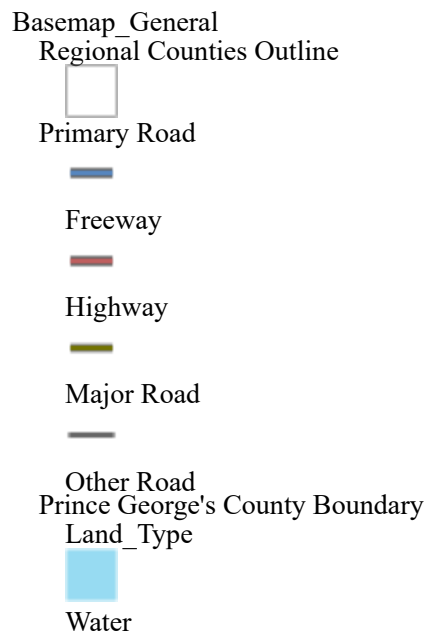 Basemap_General
Regional Counties Outline
Primary Road
Freeway
Highway
Major Road
Other Road
Prince George's County Boundary
Land_Type
Water